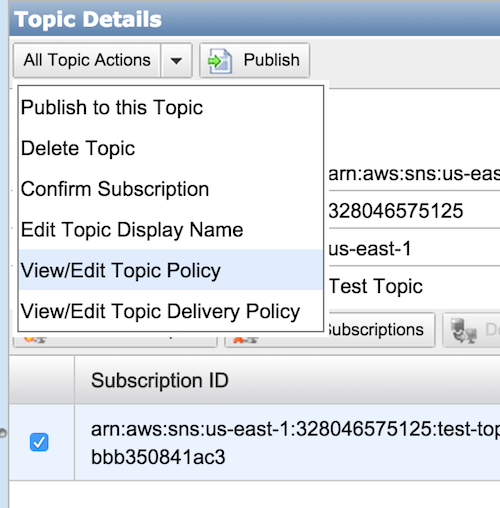 Topic Details
All Topic Actions
Publish
Publish to this Topic
Delete Topic
Confirm Subscription
arn:aws:sns:us-eas
328046575125
Edit Topic Display Name
us-east-1
View/Edit Topic Policy
Test Topic
View/Edit Topic Delivery Policy
Subscriptions
Subscription ID
arn:aws:sns:us-east-1:328046575125:test-top
bbb350841ac3